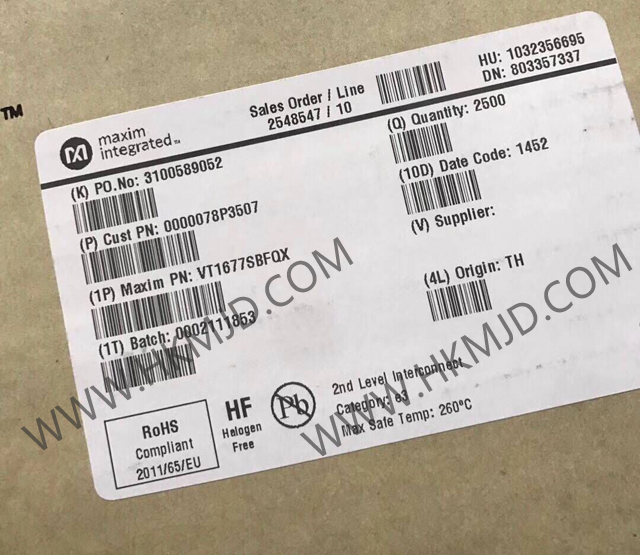 TM
maxim
integrated™
Sales Order / Line
2548547 / 10
HU: 1032356695
DN: 803357337
(K) PO.No: 3100589052
(Q) Quantity: 2500
(P) Cust PN: 0000078P3507
(10D) Date Code: 1452
(1P) Maxim PN: VT1677SBFQX
(V) Supplier:
(1T) Batch: 0002111853
(4L) Origin: TH
RoHS
Compliant
2011/65/EU
HF
Halogen
Free
Pb
2nd Level Interconnect
Category: e3
Max Safe Temp: 260°C
WWW.HKMJD.COM
WWW.HKMJD.COM